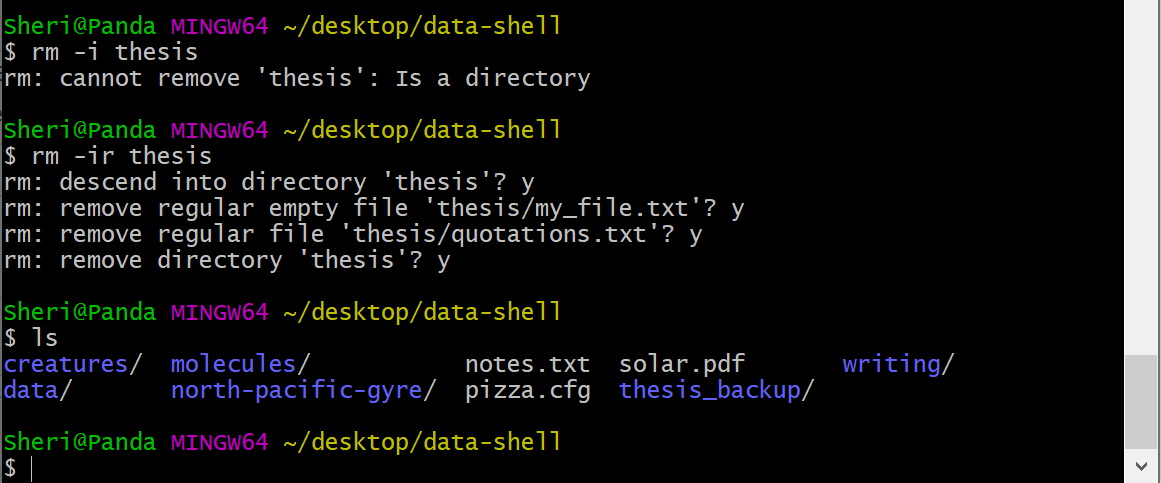 Sheri@Panda MINGW64 ~/desktop/data-shell
$ rm -i thesis
rm: cannot remove 'thesis': Is a directory
Sheri@Panda MINGW64 ~/desktop/data-shell
$ rm -ir thesis
rm: descend into directory 'thesis'? y
rm: remove regular empty file 'thesis/my_file.txt'? y
rm: remove regular file 'thesis/quotations.txt'? y
rm: remove directory 'thesis'? y
Sheri@Panda MINGW64 ~/desktop/data-shell
$ ls
creatures/  molecules/           notes.txt  solar.pdf       writing/
data/       north-pacific-gyre/  pizza.cfg  thesis_backup/
Sheri@Panda MINGW64 ~/desktop/data-shell
$